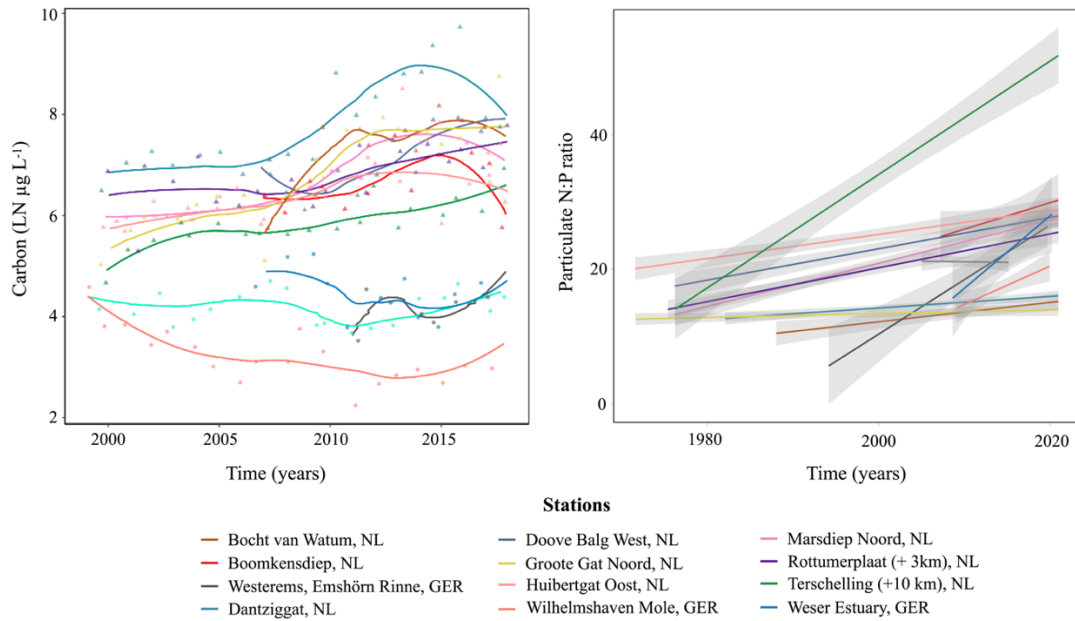 10
8
6
4
2
Carbon (LN µg L-1)
2000
2005
2010
2015
Time (years)
40
20
0
Particulate N:P ratio
1980
2000
2020
Time (years)
Stations
Bocht van Watum, NL
Boomkensdiep, NL
Westerems, Emshörn Rinne, GER
Dantziggat, NL
Doove Balg West, NL
Groote Gat Noord, NL
Huibertgat Oost, NL
Wilhelmshaven Mole, GER
Marsdiep Noord, NL
Rottumerplaat (+ 3km), NL
Terschelling (+10 km), NL
Weser Estuary, GER